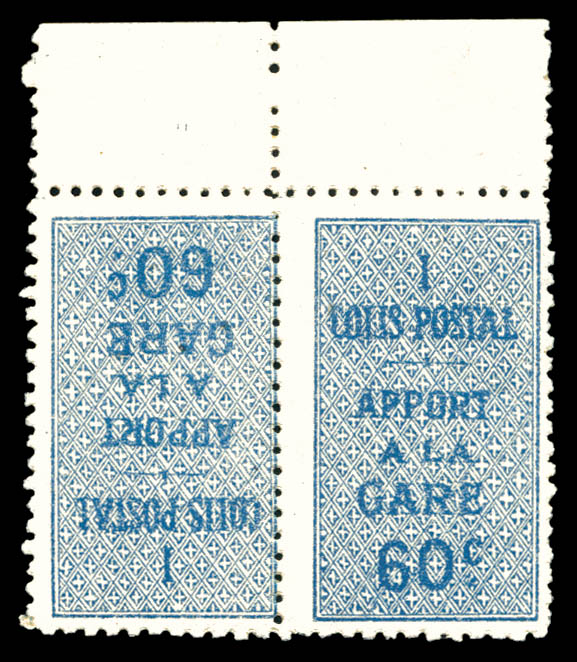 1
COLIS POSTAL
APPORT
A LA
GARE
60c
1
COLIS POSTAL
APPORT
A LA
GARE
60c